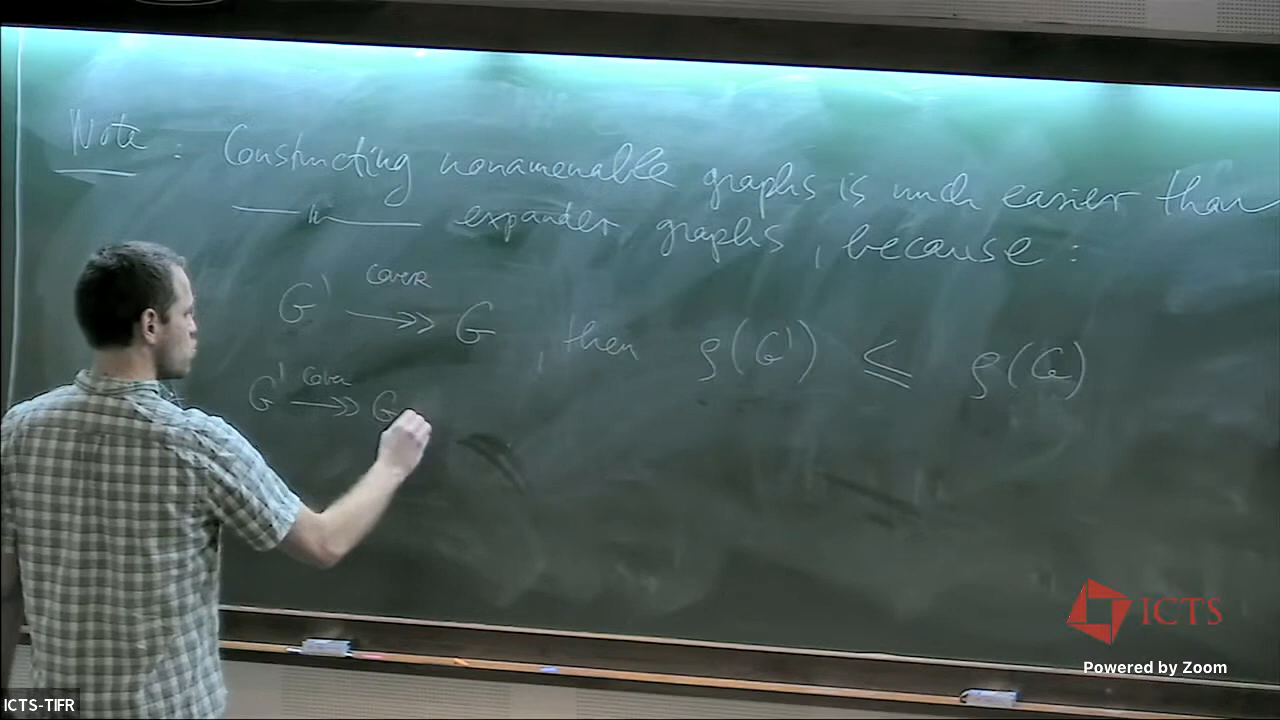 Note : Constructing nonamenable graphs is much easier than
—— " —— expander graphs, because :
G' ↠ G , then ρ(G') ≤ ρ(G)
cover
G' ↠ G
cover
ICTS
Powered by Zoom
ICTS-TIFR